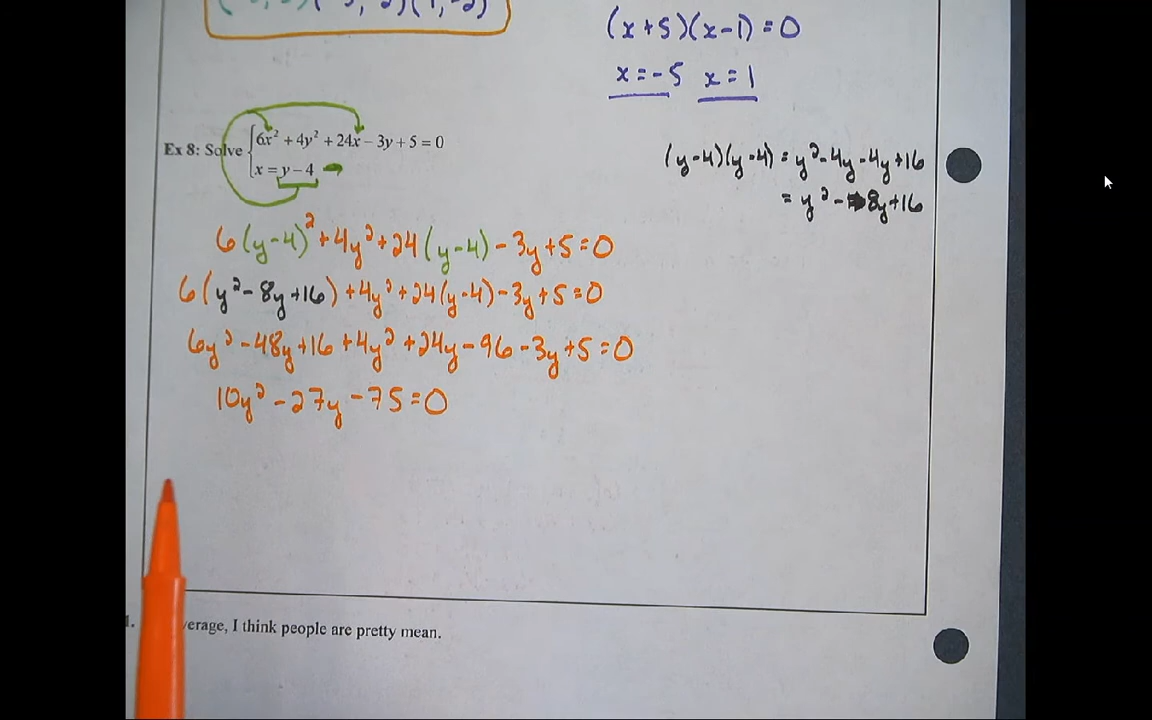 (x+5)(x-1)=0
x=-5 x=1
Ex 8: Solve {6x²+4y²+24x-3y+5=0
x=y-4
(y-4)(y-4)=y²-4y-4y+16
=y²-8y+16
6(y-4)²+4y²+24(y-4)-3y+5=0
6(y²-8y+16)+4y²+24(y-4)-3y+5=0
6y²-48y+16+4y²+24y-96-3y+5=0
10y²-27y-75=0
1. verage, I think people are pretty mean.